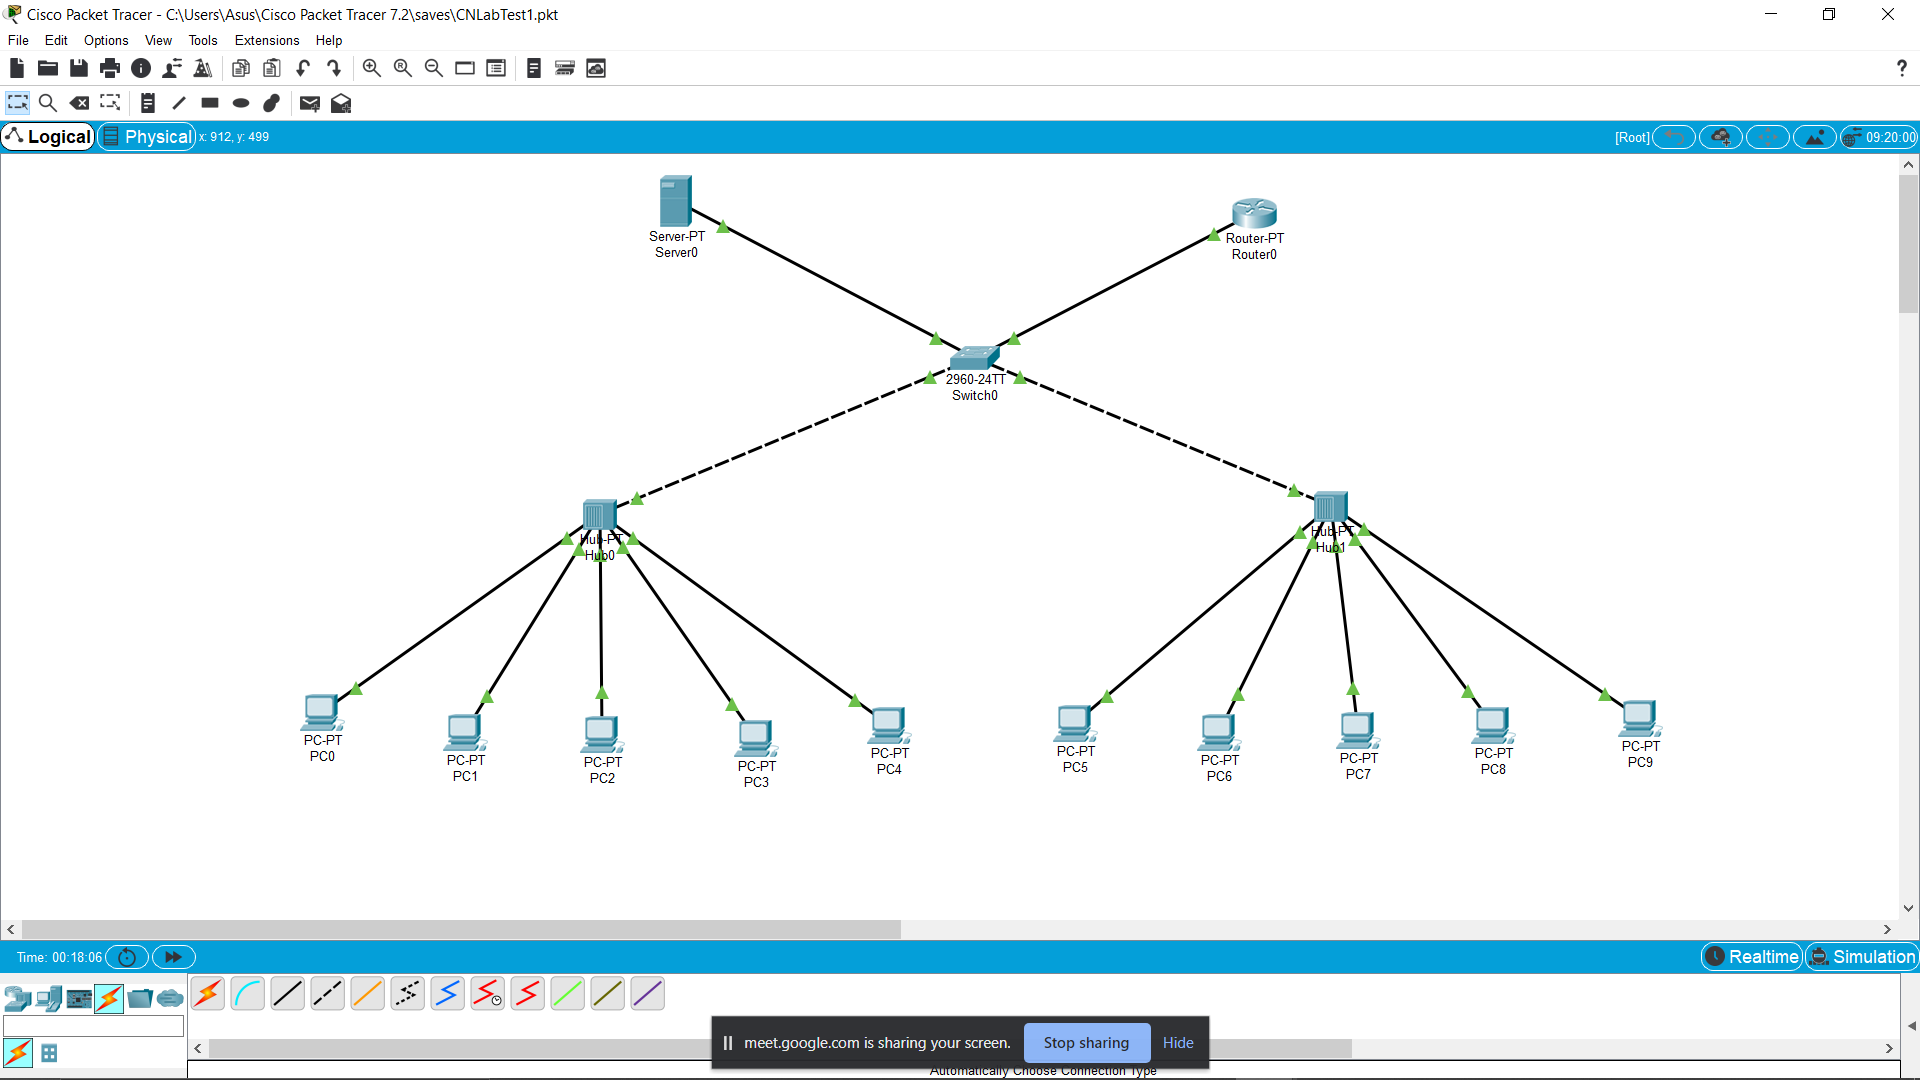 Cisco Packet Tracer - C:\Users\Asus\Cisco Packet Tracer 7.2\saves\CNLabTest1.pkt
File Edit Options View Tools Extensions Help
?
Logical Physical x: 912, y: 499 [Root] 09:20:00
Server-PT
Server0
Router-PT
Router0
2960-24TT
Switch0
Hub-PT
Hub0
Hub-PT
Hub1
PC-PT
PC0
PC-PT
PC1
PC-PT
PC2
PC-PT
PC3
PC-PT
PC4
PC-PT
PC5
PC-PT
PC6
PC-PT
PC7
PC-PT
PC8
PC-PT
PC9
Time: 00:18:06 Realtime Simulation
meet.google.com is sharing your screen. Stop sharing Hide
Automatically Choose Connection Type